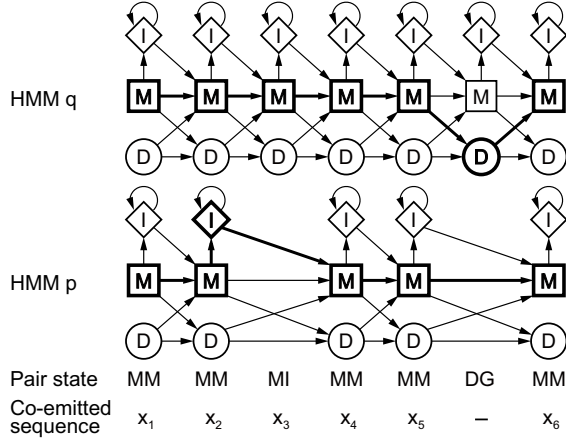 I I I I I I I
HMM q M M M M M M M
D D D D D D D
I I I I I
HMM p M M M M M
D D D D D
Pair state MM MM MI MM MM DG MM
Co-emitted
sequence x₁ x₂ x₃ x₄ x₅ – x₆